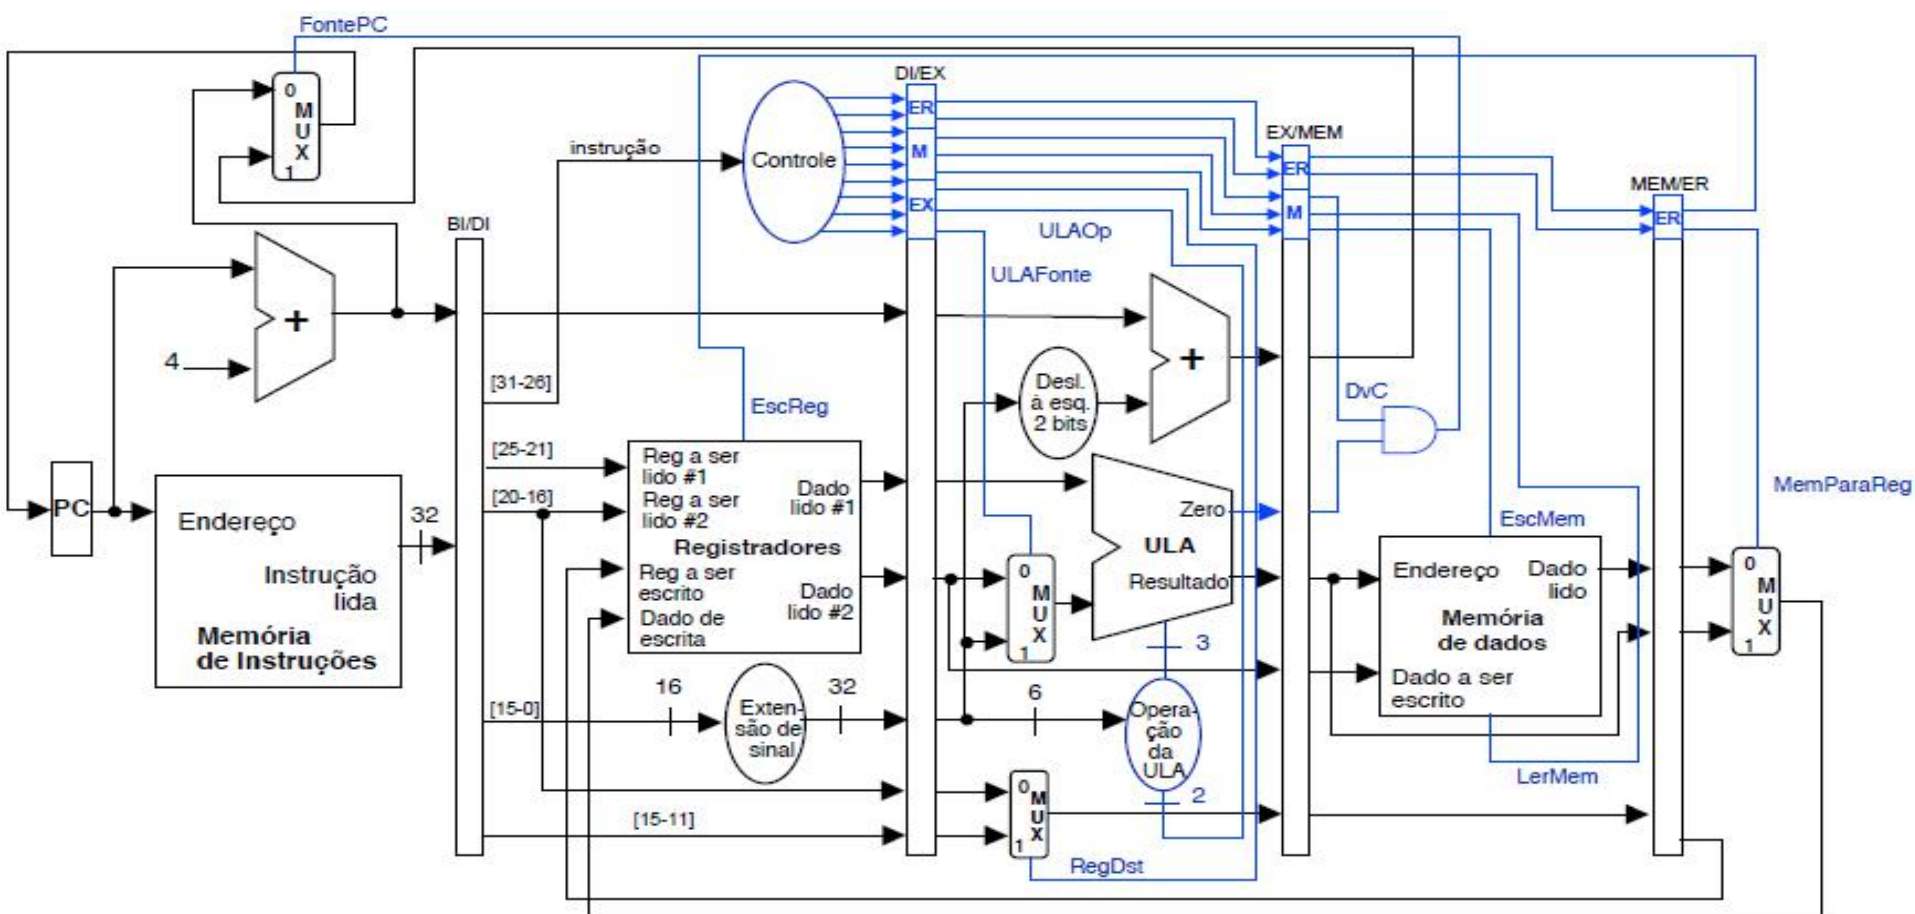 FontePC
0
M
U
X
1
DI/EX
ER
M
EX
Controle
instrução
EX/MEM
ER
M
MEM/ER
ER
BI/DI
ULAOp
ULAFonte
+
4
[31-26]
EscReg
Desl.
à esq.
2 bits
+
DvC
[25-21]
[20-16]
PC
Endereço
Instrução
lida
Memória
de Instruções
32
Reg a ser
lido #1
Reg a ser
lido #2
Registradores
Reg a ser
escrito
Dado de
escrita
Dado
lido #1
Dado
lido #2
0
M
U
X
1
Zero
ULA
Resultado
3
EscMem
MemParaReg
Endereço
Dado
lido
Memória
de dados
Dado a ser
escrito
0
M
U
X
1
[15-0]
16
Exten-
são de
sinal
32
6
Opera-
ção
da
ULA
2
LerMem
[15-11]
0
M
U
X
1
RegDst